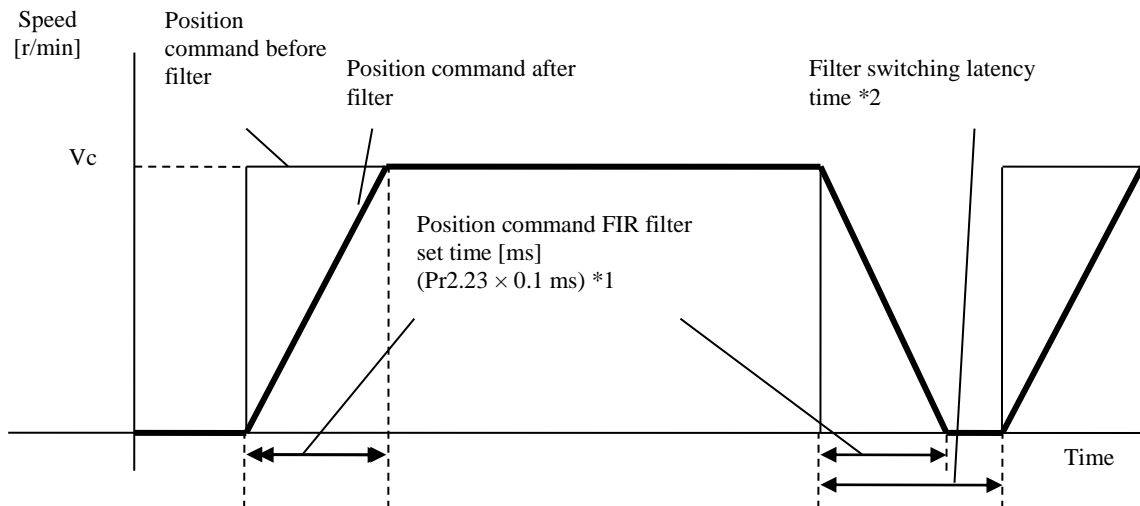 Speed
[r/min]
Position
command before
filter
Position command after
filter
Filter switching latency
time *2
Vc
Position command FIR filter
set time [ms]
(Pr2.23 × 0.1 ms) *1
Time